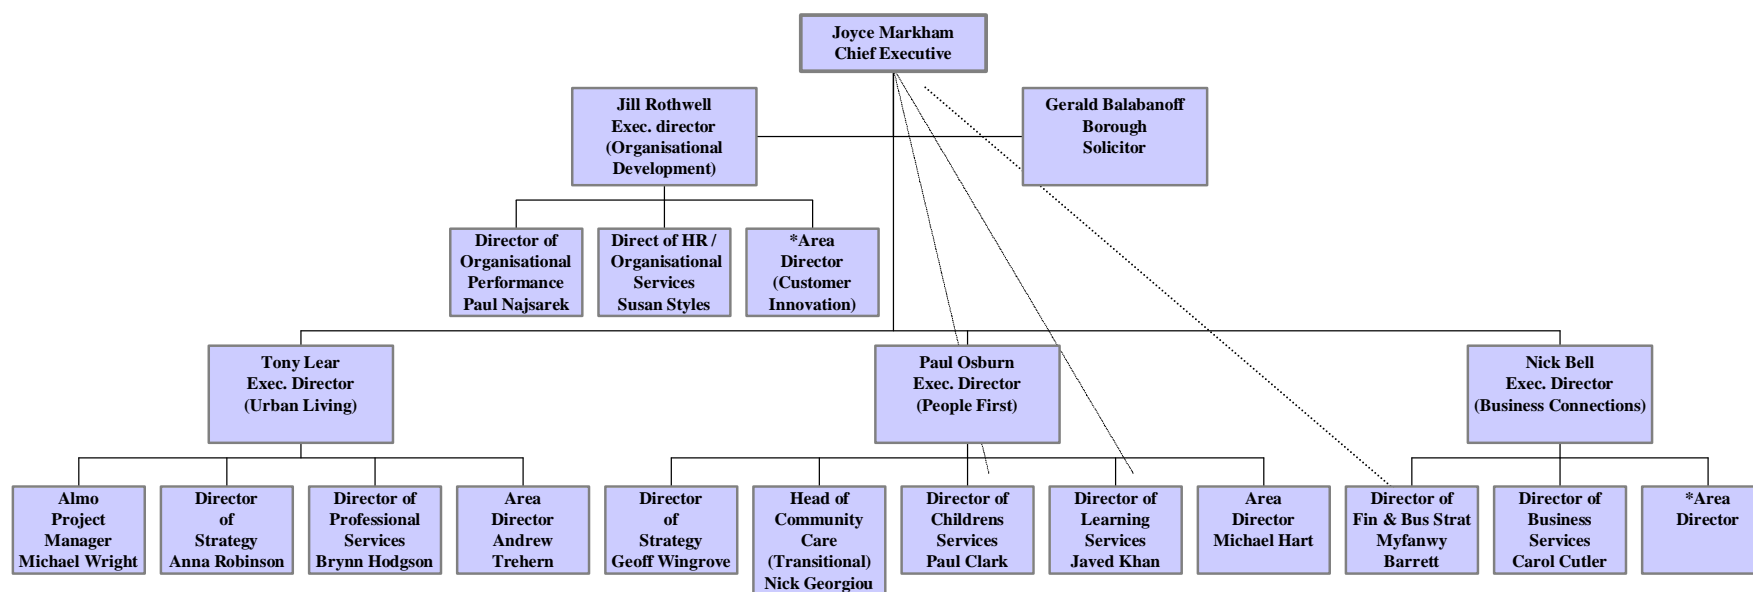 Joyce Markham
Chief Executive
Jill Rothwell
Exec. director
(Organisational
Development)
Gerald Balabanoff
Borough
Solicitor
Director of
Organisational
Performance
Paul Najsarek
Direct of HR /
Organisational
Services
Susan Styles
*Area
Director
(Customer
Innovation)
Tony Lear
Exec. Director
(Urban Living)
Paul Osburn
Exec. Director
(People First)
Nick Bell
Exec. Director
(Business Connections)
Almo
Project
Manager
Michael Wright
Director
of
Strategy
Anna Robinson
Director of
Professional
Services
Brynn Hodgson
Area
Director
Andrew
Trehern
Director
of
Strategy
Geoff Wingrove
Head of
Community
Care
(Transitional)
Nick Georgiou
Director of
Childrens
Services
Paul Clark
Director of
Learning
Services
Javed Khan
Area
Director
Michael Hart
Director of
Fin & Bus Strat
Myfanwy
Barrett
Director of
Business
Services
Carol Cutler
*Area
Director